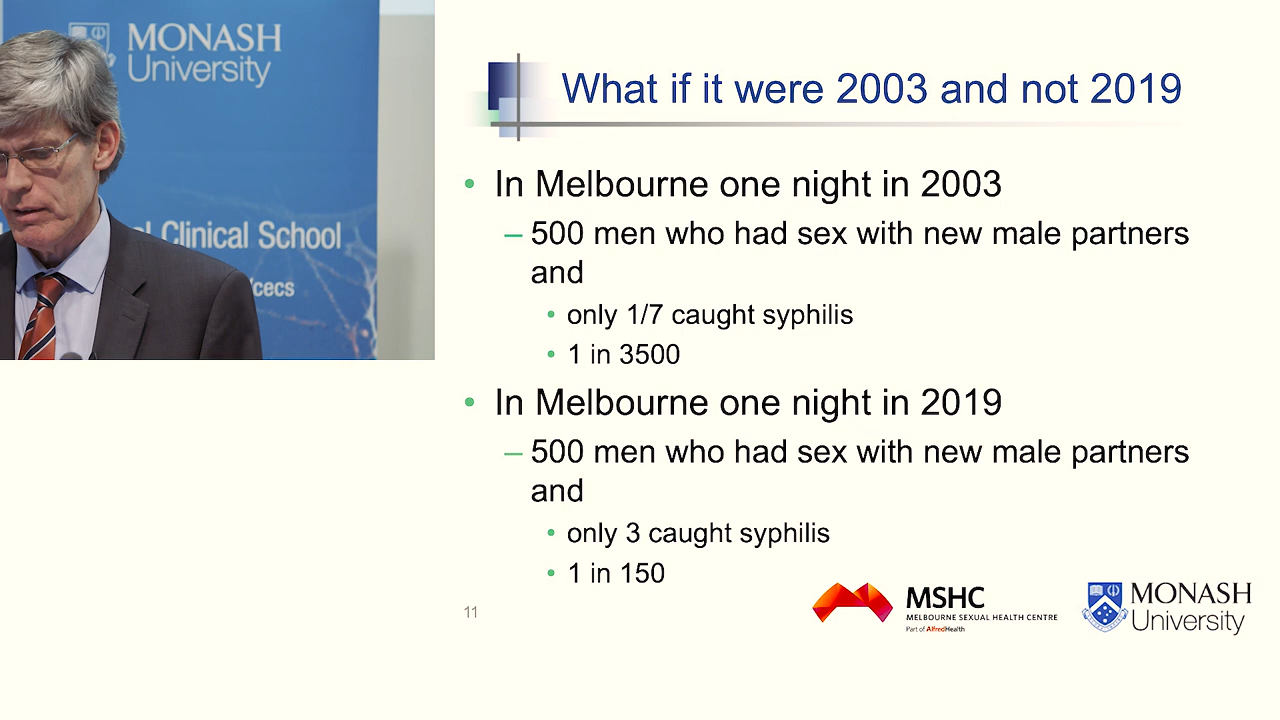 MONASH
University
Clinical School
/cecs
What if it were 2003 and not 2019
• In Melbourne one night in 2003
– 500 men who had sex with new male partners
and
• only 1/7 caught syphilis
• 1 in 3500
• In Melbourne one night in 2019
– 500 men who had sex with new male partners
and
• only 3 caught syphilis
• 1 in 150
11
MSHC
MELBOURNE SEXUAL HEALTH CENTRE
Part of AlfredHealth
MONASH
University